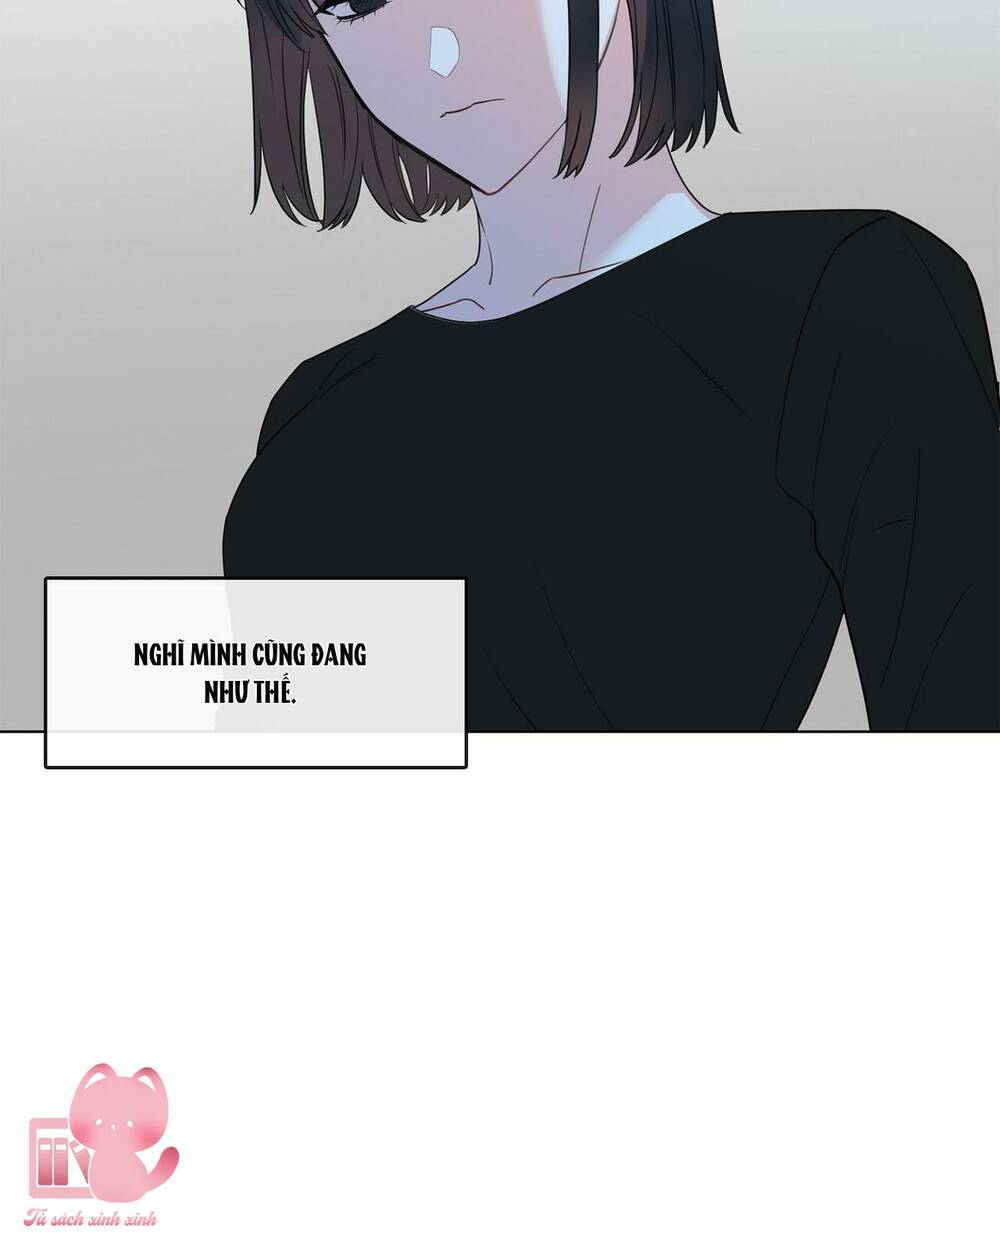 NGHĨ MÌNH CŨNG ĐANG
NHƯ THẾ.
Tủ sách xinh xinh